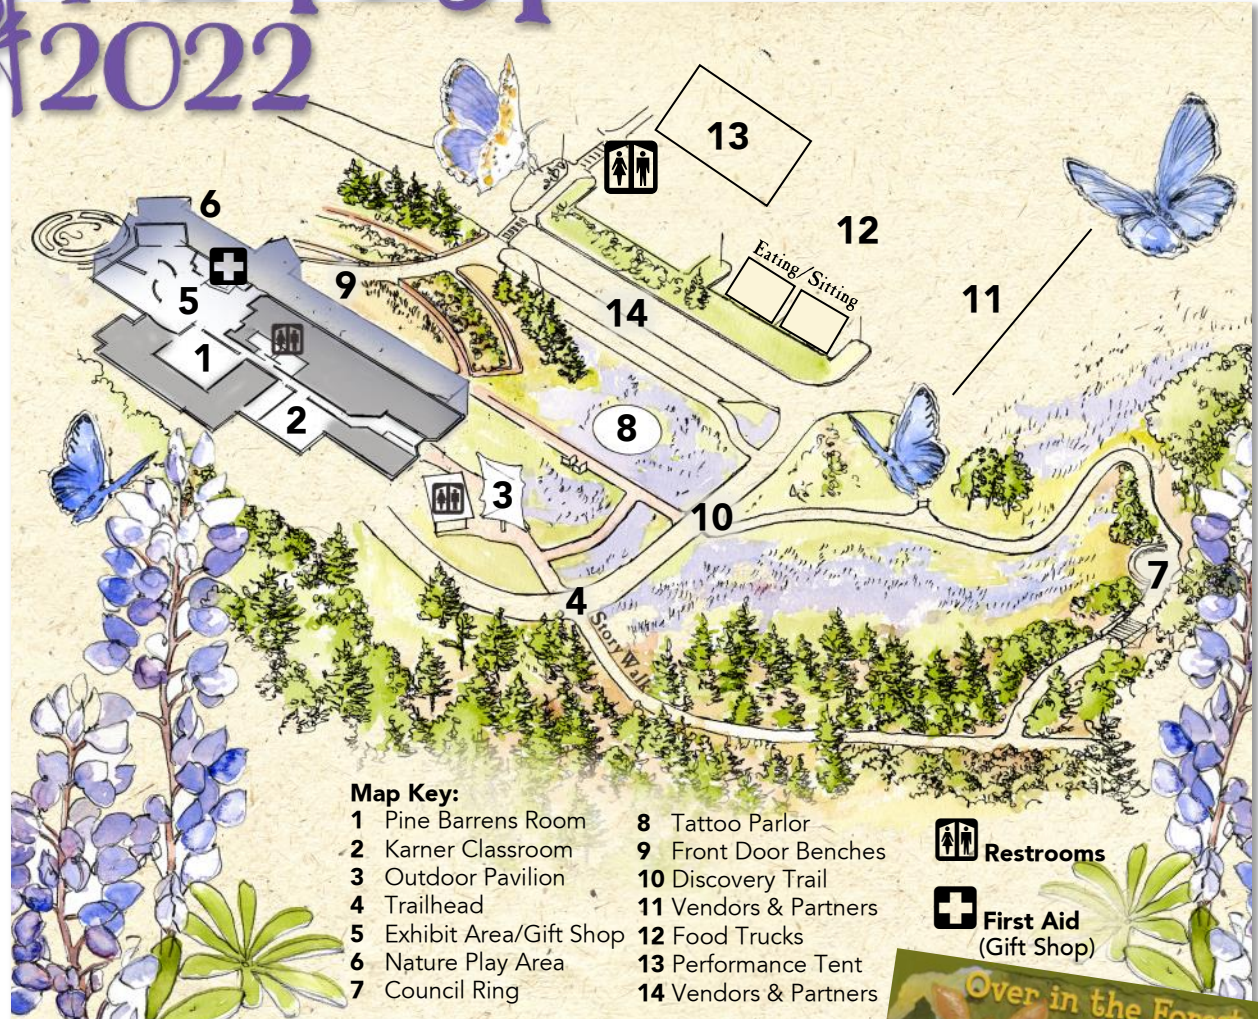 2022
13
6
12
Eating/Sitting
9
5
14
11
1
2
8
3
10
7
4
Story Walk
Map Key:
1 Pine Barrens Room
2 Karner Classroom
3 Outdoor Pavilion
4 Trailhead
5 Exhibit Area/Gift Shop
6 Nature Play Area
7 Council Ring
8 Tattoo Parlor
9 Front Door Benches
10 Discovery Trail
11 Vendors & Partners
12 Food Trucks
13 Performance Tent
14 Vendors & Partners
Restrooms
First Aid
(Gift Shop)
Over in the Forest